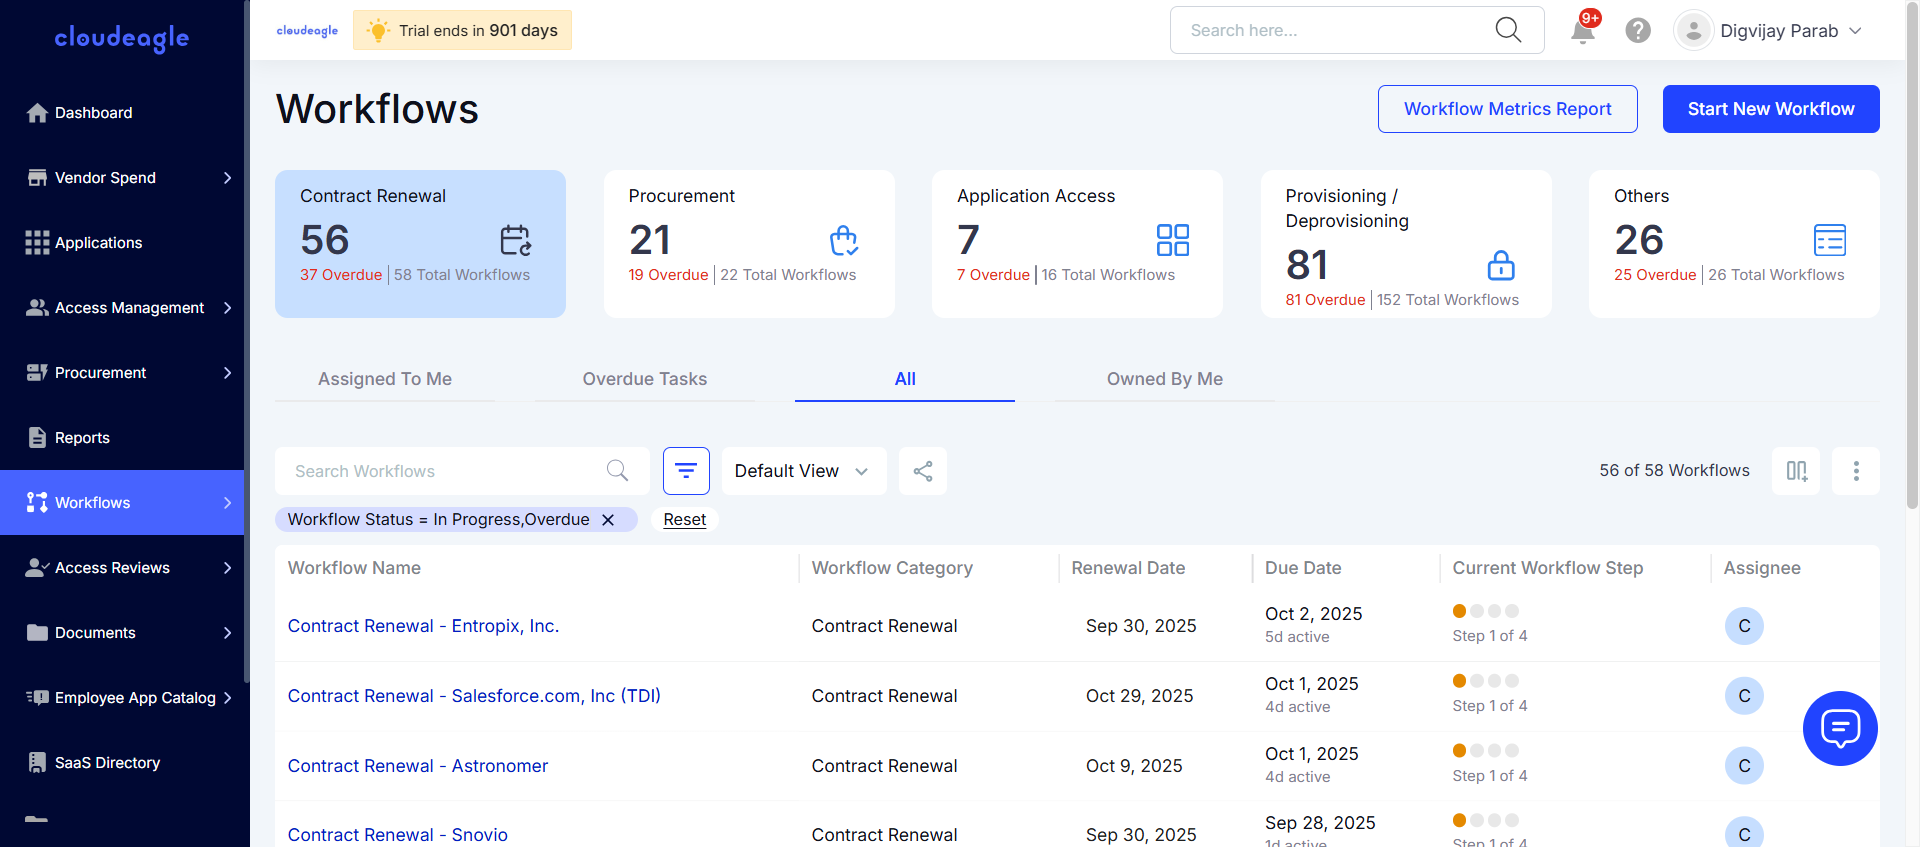 cloudeagle
Dashboard
Vendor Spend
Applications
Access Management
Procurement
Reports
Workflows
Access Reviews
Documents
Employee App Catalog
SaaS Directory
cloudeagle
Trial ends in 901 days
Search here...
9+
Digvijay Parab
Workflows
Workflow Metrics Report
Start New Workflow
Contract Renewal
56
37 Overdue | 58 Total Workflows
Procurement
21
19 Overdue | 22 Total Workflows
Application Access
7
7 Overdue | 16 Total Workflows
Provisioning /
Deprovisioning
81
81 Overdue | 152 Total Workflows
Others
26
25 Overdue | 26 Total Workflows
Assigned To Me
Overdue Tasks
All
Owned By Me
Search Workflows
Default View
56 of 58 Workflows
Workflow Status = In Progress,Overdue
Reset
Workflow Name Workflow Category Renewal Date Due Date Current Workflow Step Assignee
Contract Renewal - Entropix, Inc. Contract Renewal Sep 30, 2025 Oct 2, 2025 C
5d active Step 1 of 4
Contract Renewal - Salesforce.com, Inc (TDI) Contract Renewal Oct 29, 2025 Oct 1, 2025 C
4d active Step 1 of 4
Contract Renewal - Astronomer Contract Renewal Oct 9, 2025 Oct 1, 2025 C
4d active Step 1 of 4
Contract Renewal - Snovio Contract Renewal Sep 30, 2025 Sep 28, 2025 C
1d active Step 1 of 4